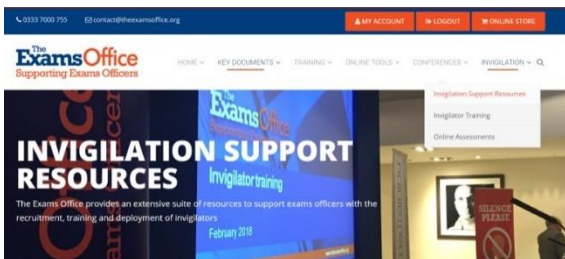 0333 7000 755 contact@theexamsoffice.org MY ACCOUNT LOGOUT ONLINE STORE
The
ExamsOffice
Supporting Exams Officers
HOME KEY DOCUMENTS TRAINING ONLINE TOOLS CONFERENCES INVIGILATION
Invigilation Support Resources
Invigilator Training
Online Assessments
The
ExamsOffice
INVIGILATION SUPPORT
RESOURCES
Invigilator training
The Exams Office provides an extensive suite of resources to support exams officers with the
recruitment, training and deployment of invigilators
February 2018
SILENCE
PLEASE